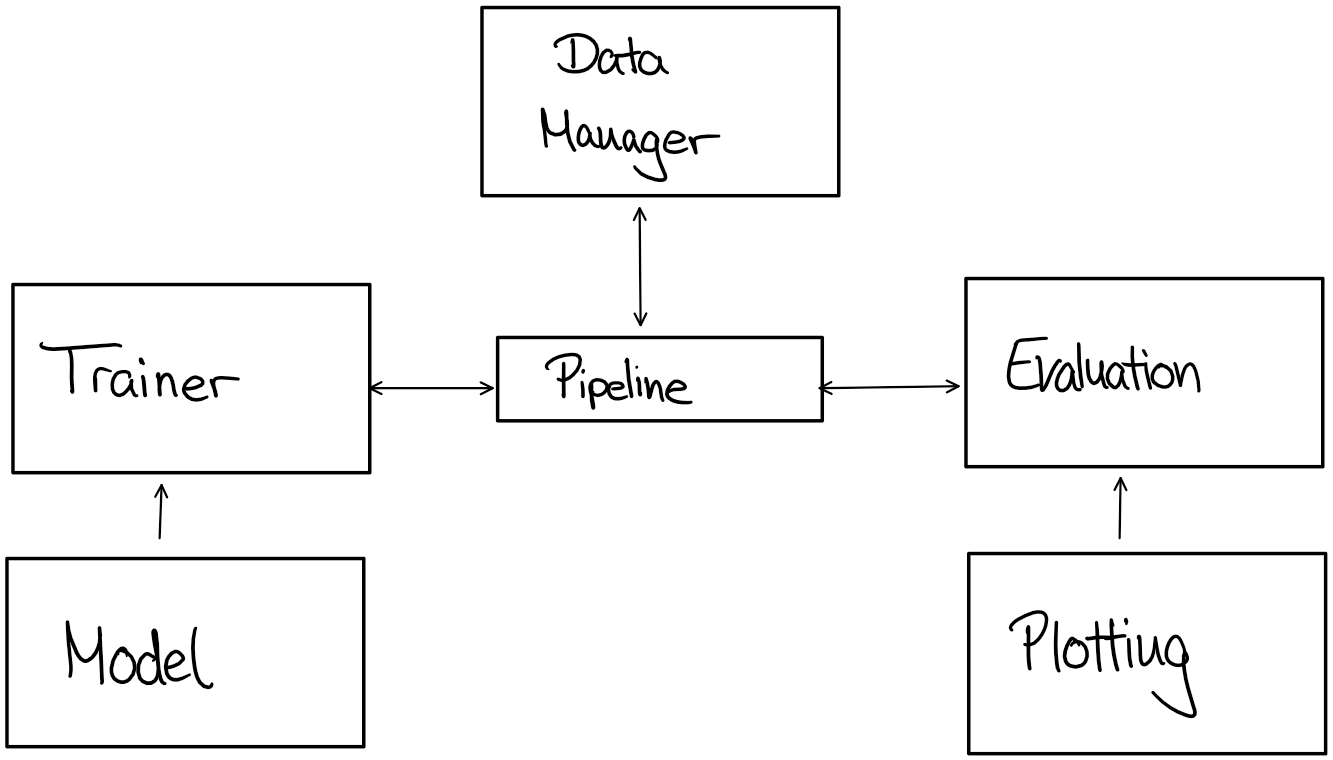 Data
Manager
Trainer
Pipeline
Evaluation
Model
Plotting